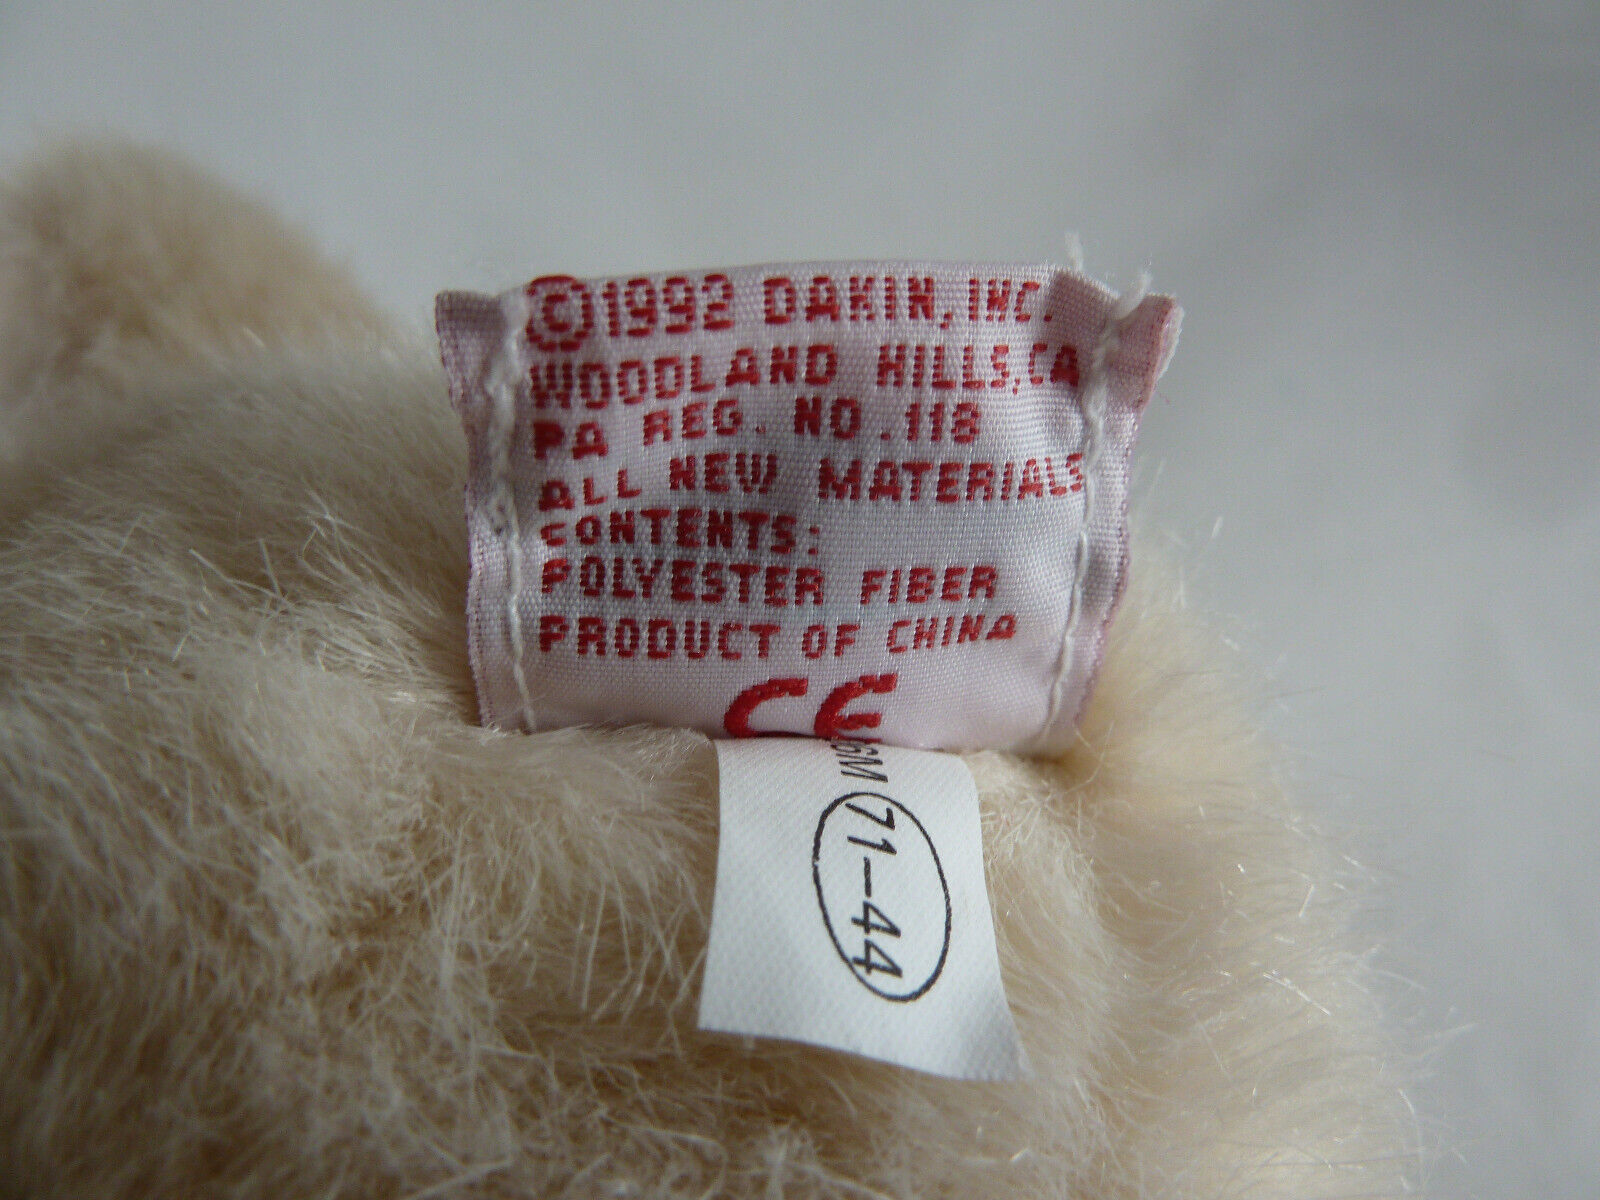 ©1992 DAKIN, INC.
WOODLAND HILLS, CA
PA REG. NO. 118
ALL NEW MATERIALS
CONTENTS:
POLYESTER FIBER
PRODUCT OF CHINA
CE
71-44